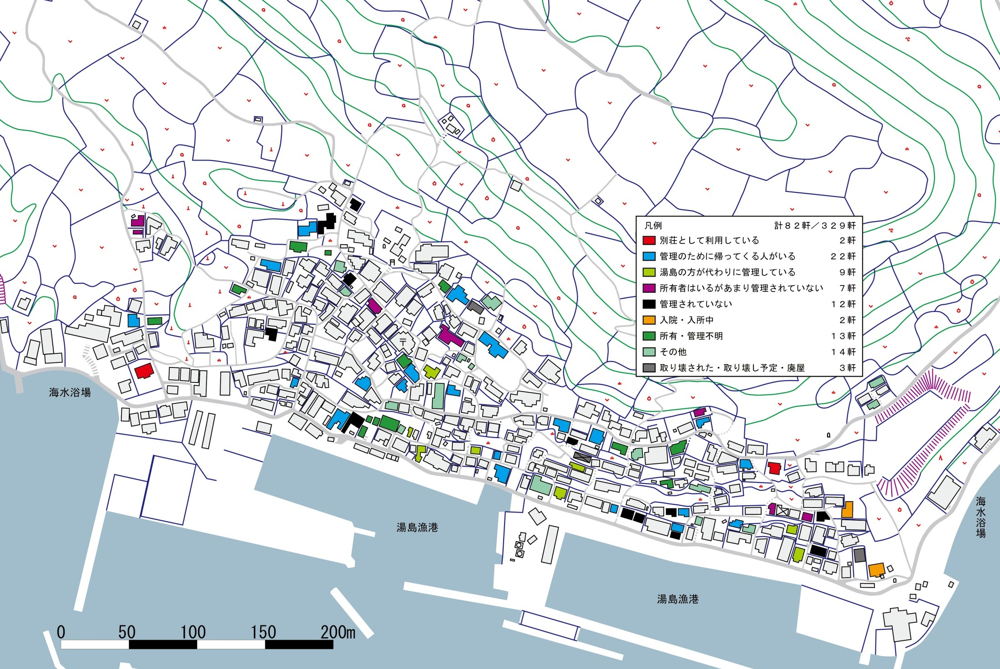 凡例 計８２軒／３２９軒
別荘として利用している ２軒
管理のために帰ってくる人がいる ２２軒
湯島の方が代わりに管理している ９軒
所有者はいるがあまり管理されていない ７軒
管理されていない １２軒
入院・入所中 ２軒
所有・管理不明 １３軒
その他 １４軒
取り壊された・取り壊し予定・廃屋 ３軒
海水浴場
湯島漁港
海水浴場
湯島漁港
0 50 100 150 200m